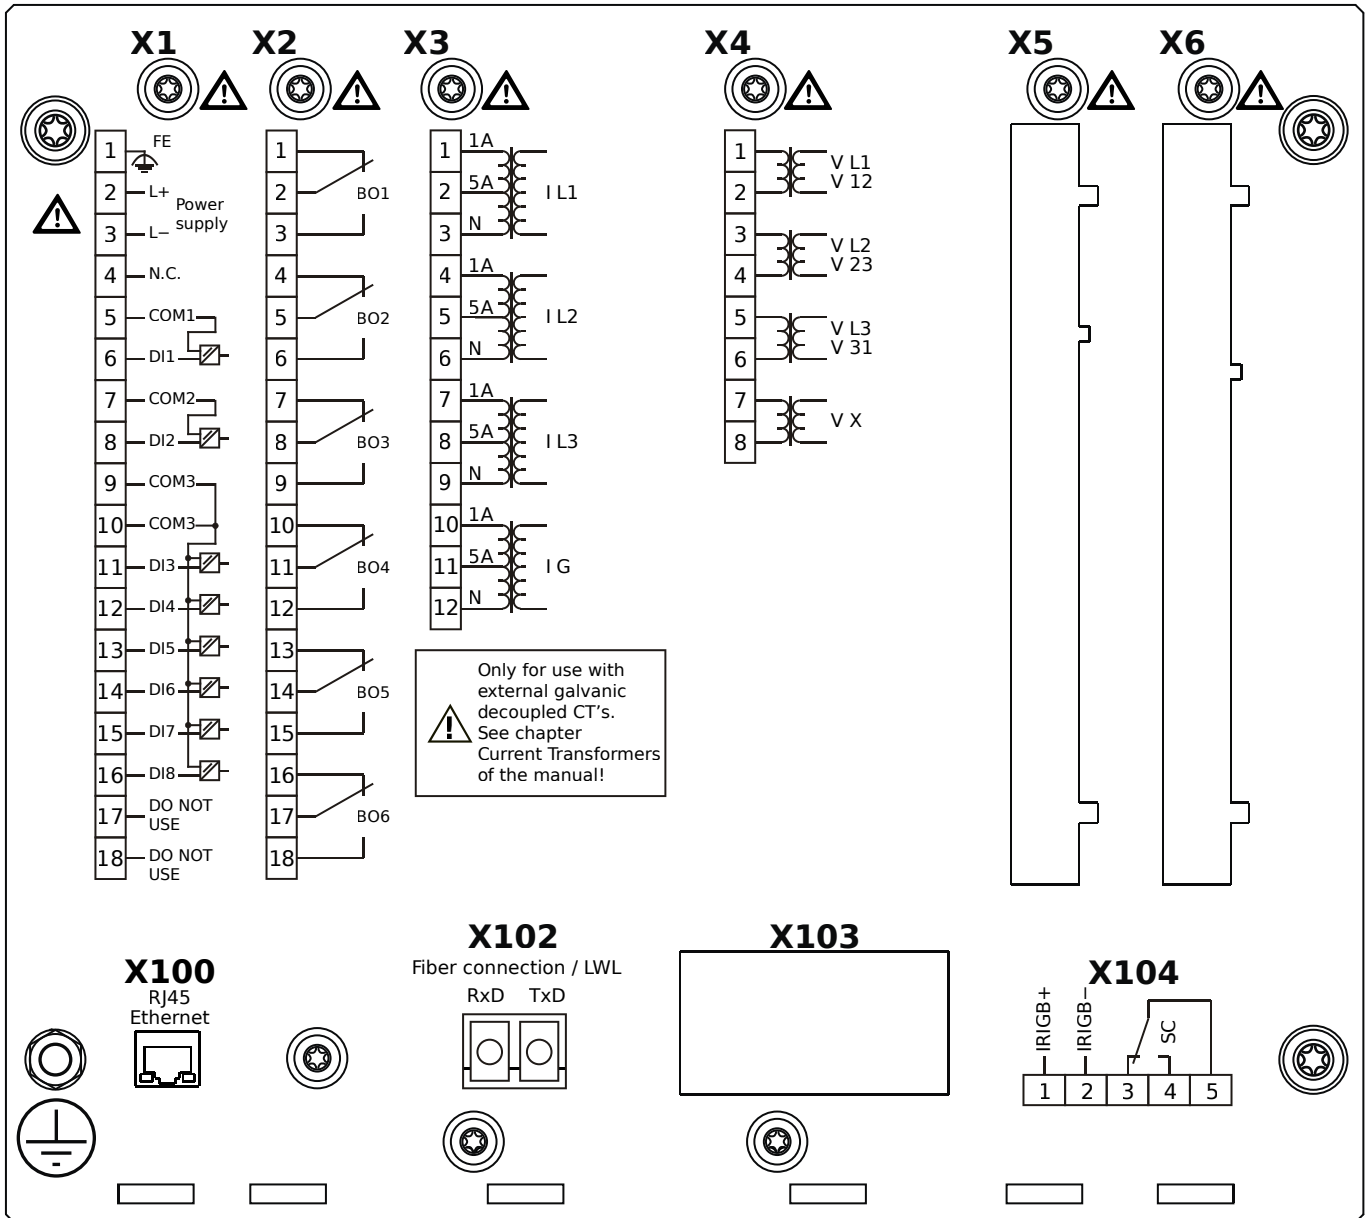 X1
X2
X3
X4
X5
X6
1 FE
2 L+
Power
supply
3 L−
4 N.C.
5 COM1
6 DI1
7 COM2
8 DI2
9 COM3
10 COM3
11 DI3
12 DI4
13 DI5
14 DI6
15 DI7
16 DI8
17 DO NOT
USE
18 DO NOT
USE
1
2 BO1
3
4
5 BO2
6
7
8 BO3
9
10
11 BO4
12
13
14 BO5
15
16
17 BO6
18
1 1A
2 5A I L1
3 N
4 1A
5 5A I L2
6 N
7 1A
8 5A I L3
9 N
10 1A
11 5A I G
12 N
Only for use with
external galvanic
decoupled CT's.
See chapter
Current Transformers
of the manual!
1 V L1
2 V 12
3 V L2
4 V 23
5 V L3
6 V 31
7
V X
8
X100
RJ45
Ethernet
X102
Fiber connection / LWL
RxD TxD
X103
X104
IRIGB+
IRIGB−
SC
1 2 3 4 5